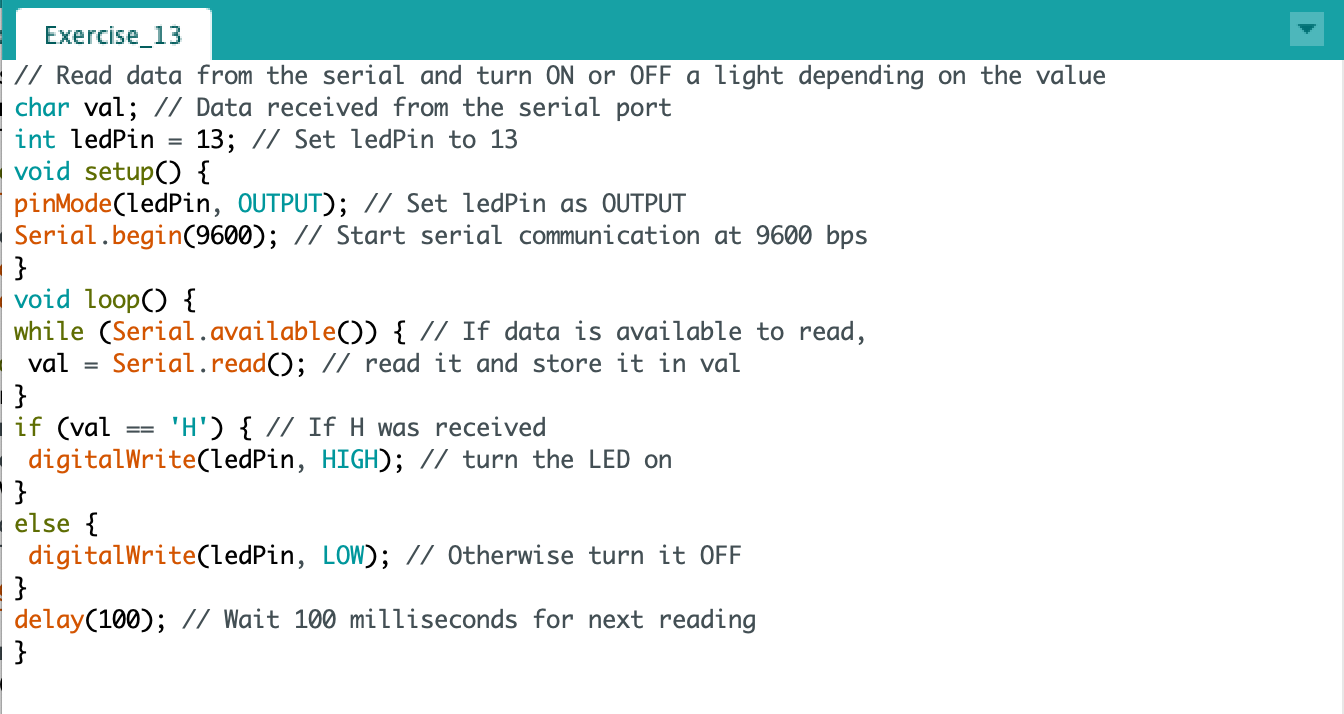 Exercise_13
// Read data from the serial and turn ON or OFF a light depending on the value
char val; // Data received from the serial port
int ledPin = 13; // Set ledPin to 13
void setup() {
pinMode(ledPin, OUTPUT); // Set ledPin as OUTPUT
Serial.begin(9600); // Start serial communication at 9600 bps
}
void loop() {
while (Serial.available()) { // If data is available to read,
 val = Serial.read(); // read it and store it in val
}
if (val == 'H') { // If H was received
 digitalWrite(ledPin, HIGH); // turn the LED on
}
else {
 digitalWrite(ledPin, LOW); // Otherwise turn it OFF
}
delay(100); // Wait 100 milliseconds for next reading
}